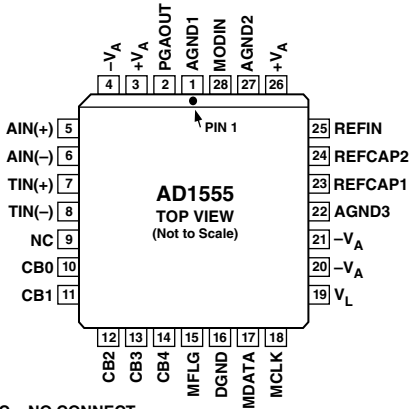 –VA
+VA
PGAOUT
AGND1
MODIN
AGND2
+VA
4 3 2 1 28 27 26
PIN 1
AIN(+) 5
AIN(–) 6
TIN(+) 7
TIN(–) 8
NC 9
CB0 10
CB1 11
AD1555
TOP VIEW
(Not to Scale)
25 REFIN
24 REFCAP2
23 REFCAP1
22 AGND3
21 –VA
20 –VA
19 VL
12 13 14 15 16 17 18
CB2
CB3
CB4
MFLG
DGND
MDATA
MCLK